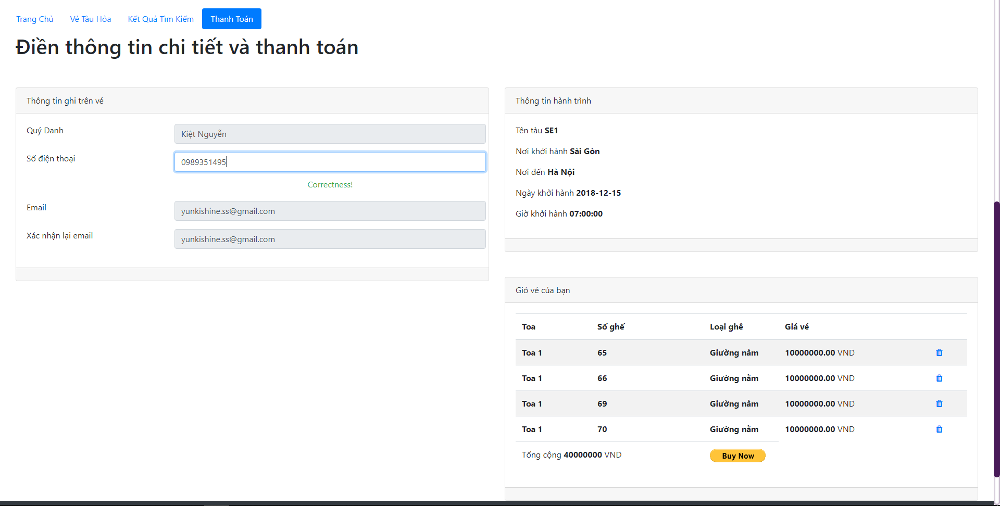 Trang Chủ Vé Tàu Hỏa Kết Quả Tìm Kiếm Thanh Toán
Điền thông tin chi tiết và thanh toán
Thông tin ghi trên vé
Quý Danh Kiệt Nguyễn
Số điện thoại 0989351495
Correctness!
Email yunkishine.ss@gmail.com
Xác nhận lại email yunkishine.ss@gmail.com
Thông tin hành trình
Tên tàu SE1
Nơi khởi hành Sài Gòn
Nơi đến Hà Nội
Ngày khởi hành 2018-12-15
Giờ khởi hành 07:00:00
Giỏ vé của bạn
Toa Số ghế Loại ghê Giá vé
Toa 1 65 Giường nằm 10000000.00 VND
Toa 1 66 Giường nằm 10000000.00 VND
Toa 1 69 Giường nằm 10000000.00 VND
Toa 1 70 Giường nằm 10000000.00 VND
Tổng cộng 40000000 VND Buy Now